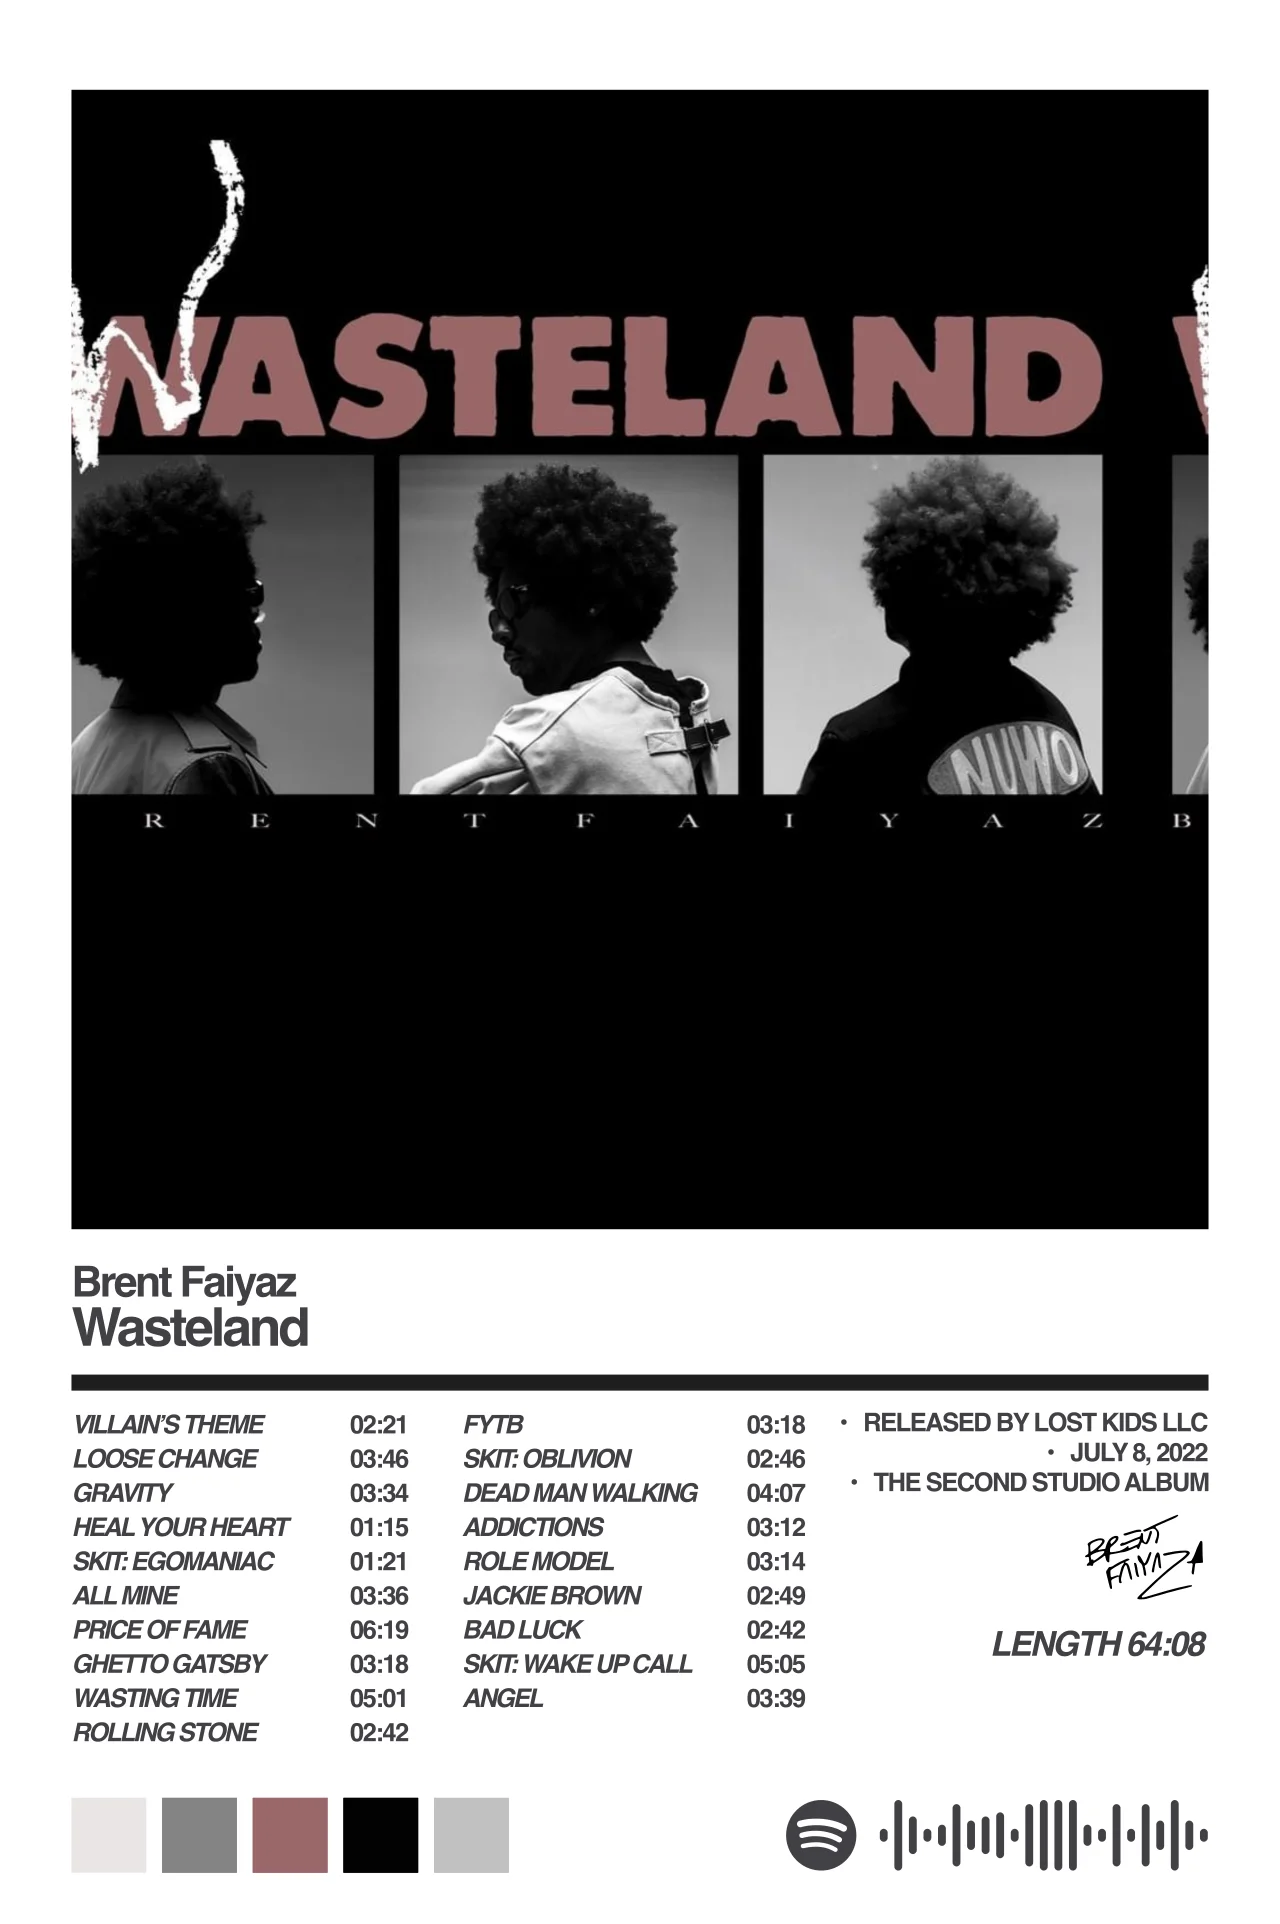 WASTELAND W
NUWO
R E N T F A I Y A Z B
Brent Faiyaz
Wasteland
VILLAIN'S THEME 02:21
LOOSE CHANGE 03:46
GRAVITY 03:34
HEAL YOUR HEART 01:15
SKIT: EGOMANIAC 01:21
ALL MINE 03:36
PRICE OF FAME 06:19
GHETTO GATSBY 03:18
WASTING TIME 05:01
ROLLING STONE 02:42
FYTB 03:18
SKIT: OBLIVION 02:46
DEAD MAN WALKING 04:07
ADDICTIONS 03:12
ROLE MODEL 03:14
JACKIE BROWN 02:49
BAD LUCK 02:42
SKIT: WAKE UP CALL 05:05
ANGEL 03:39
• RELEASED BY LOST KIDS LLC
• JULY 8, 2022
• THE SECOND STUDIO ALBUM
BRENT
FAIYAZ
LENGTH 64:08